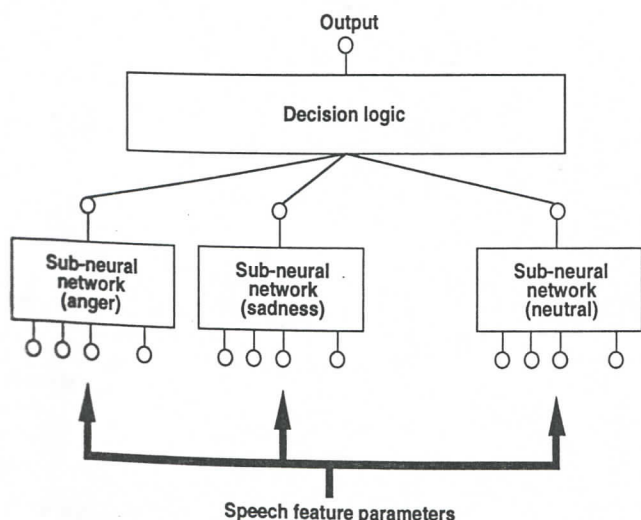 Output
Decision logic
Sub-neural
network
(anger)
Sub-neural
network
(sadness)
Sub-neural
network
(neutral)
Speech feature parameters